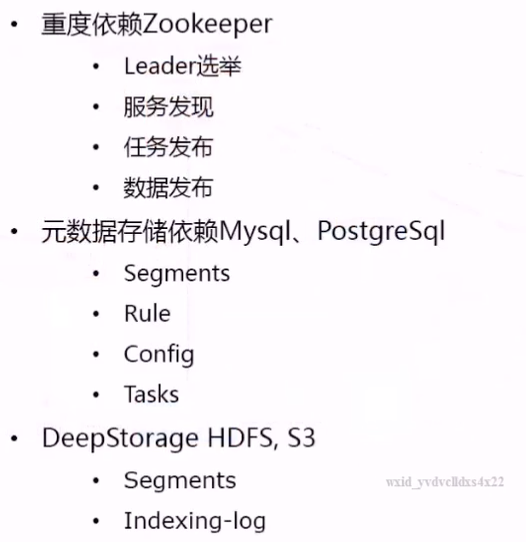 • 重度依赖Zookeeper
• Leader选举
• 服务发现
• 任务发布
• 数据发布
• 元数据存储依赖Mysql、PostgreSql
• Segments
• Rule
• Config
• Tasks
• DeepStorage HDFS, S3
• Segments
wxid_yvdvclldxs4x22
• Indexing-log